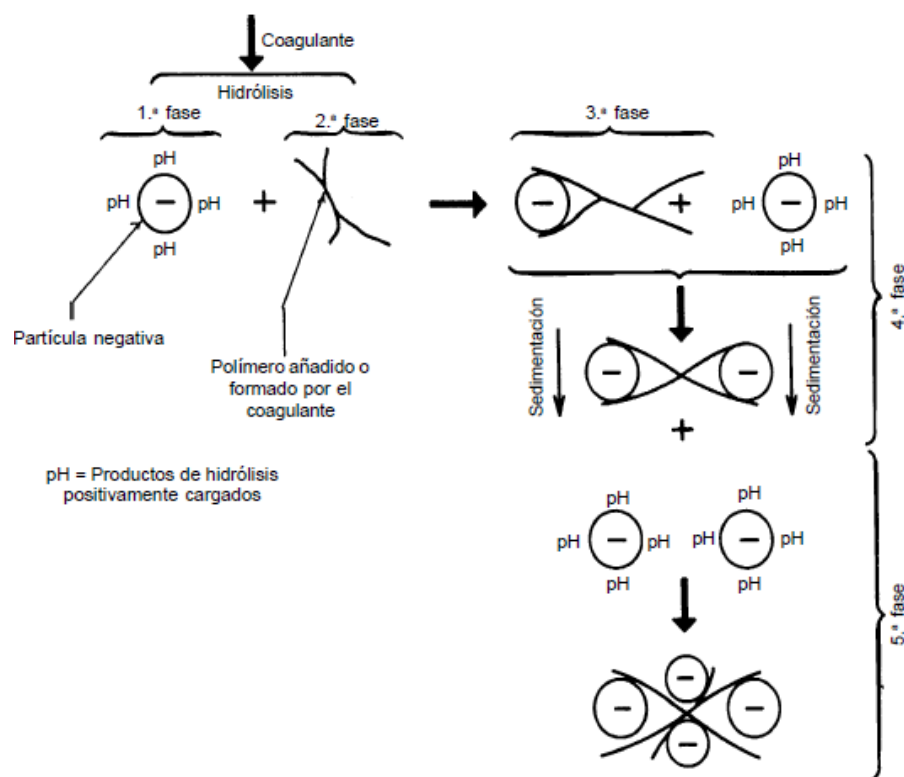 Coagulante
Hidrólisis
1.ª fase
2.ª fase
3.ª fase
pH
pH
pH
pH
pH
pH
pH
pH
−
+
−
+
−
Partícula negativa
Polímero añadido o
formado por el
coagulante
Sedimentación
−
−
Sedimentación
4.ª fase
+
pH = Productos de hidrólisis
positivamente cargados
pH
pH
pH
−
pH
pH
−
pH
pH
pH
−
−
−
−
5.ª fase